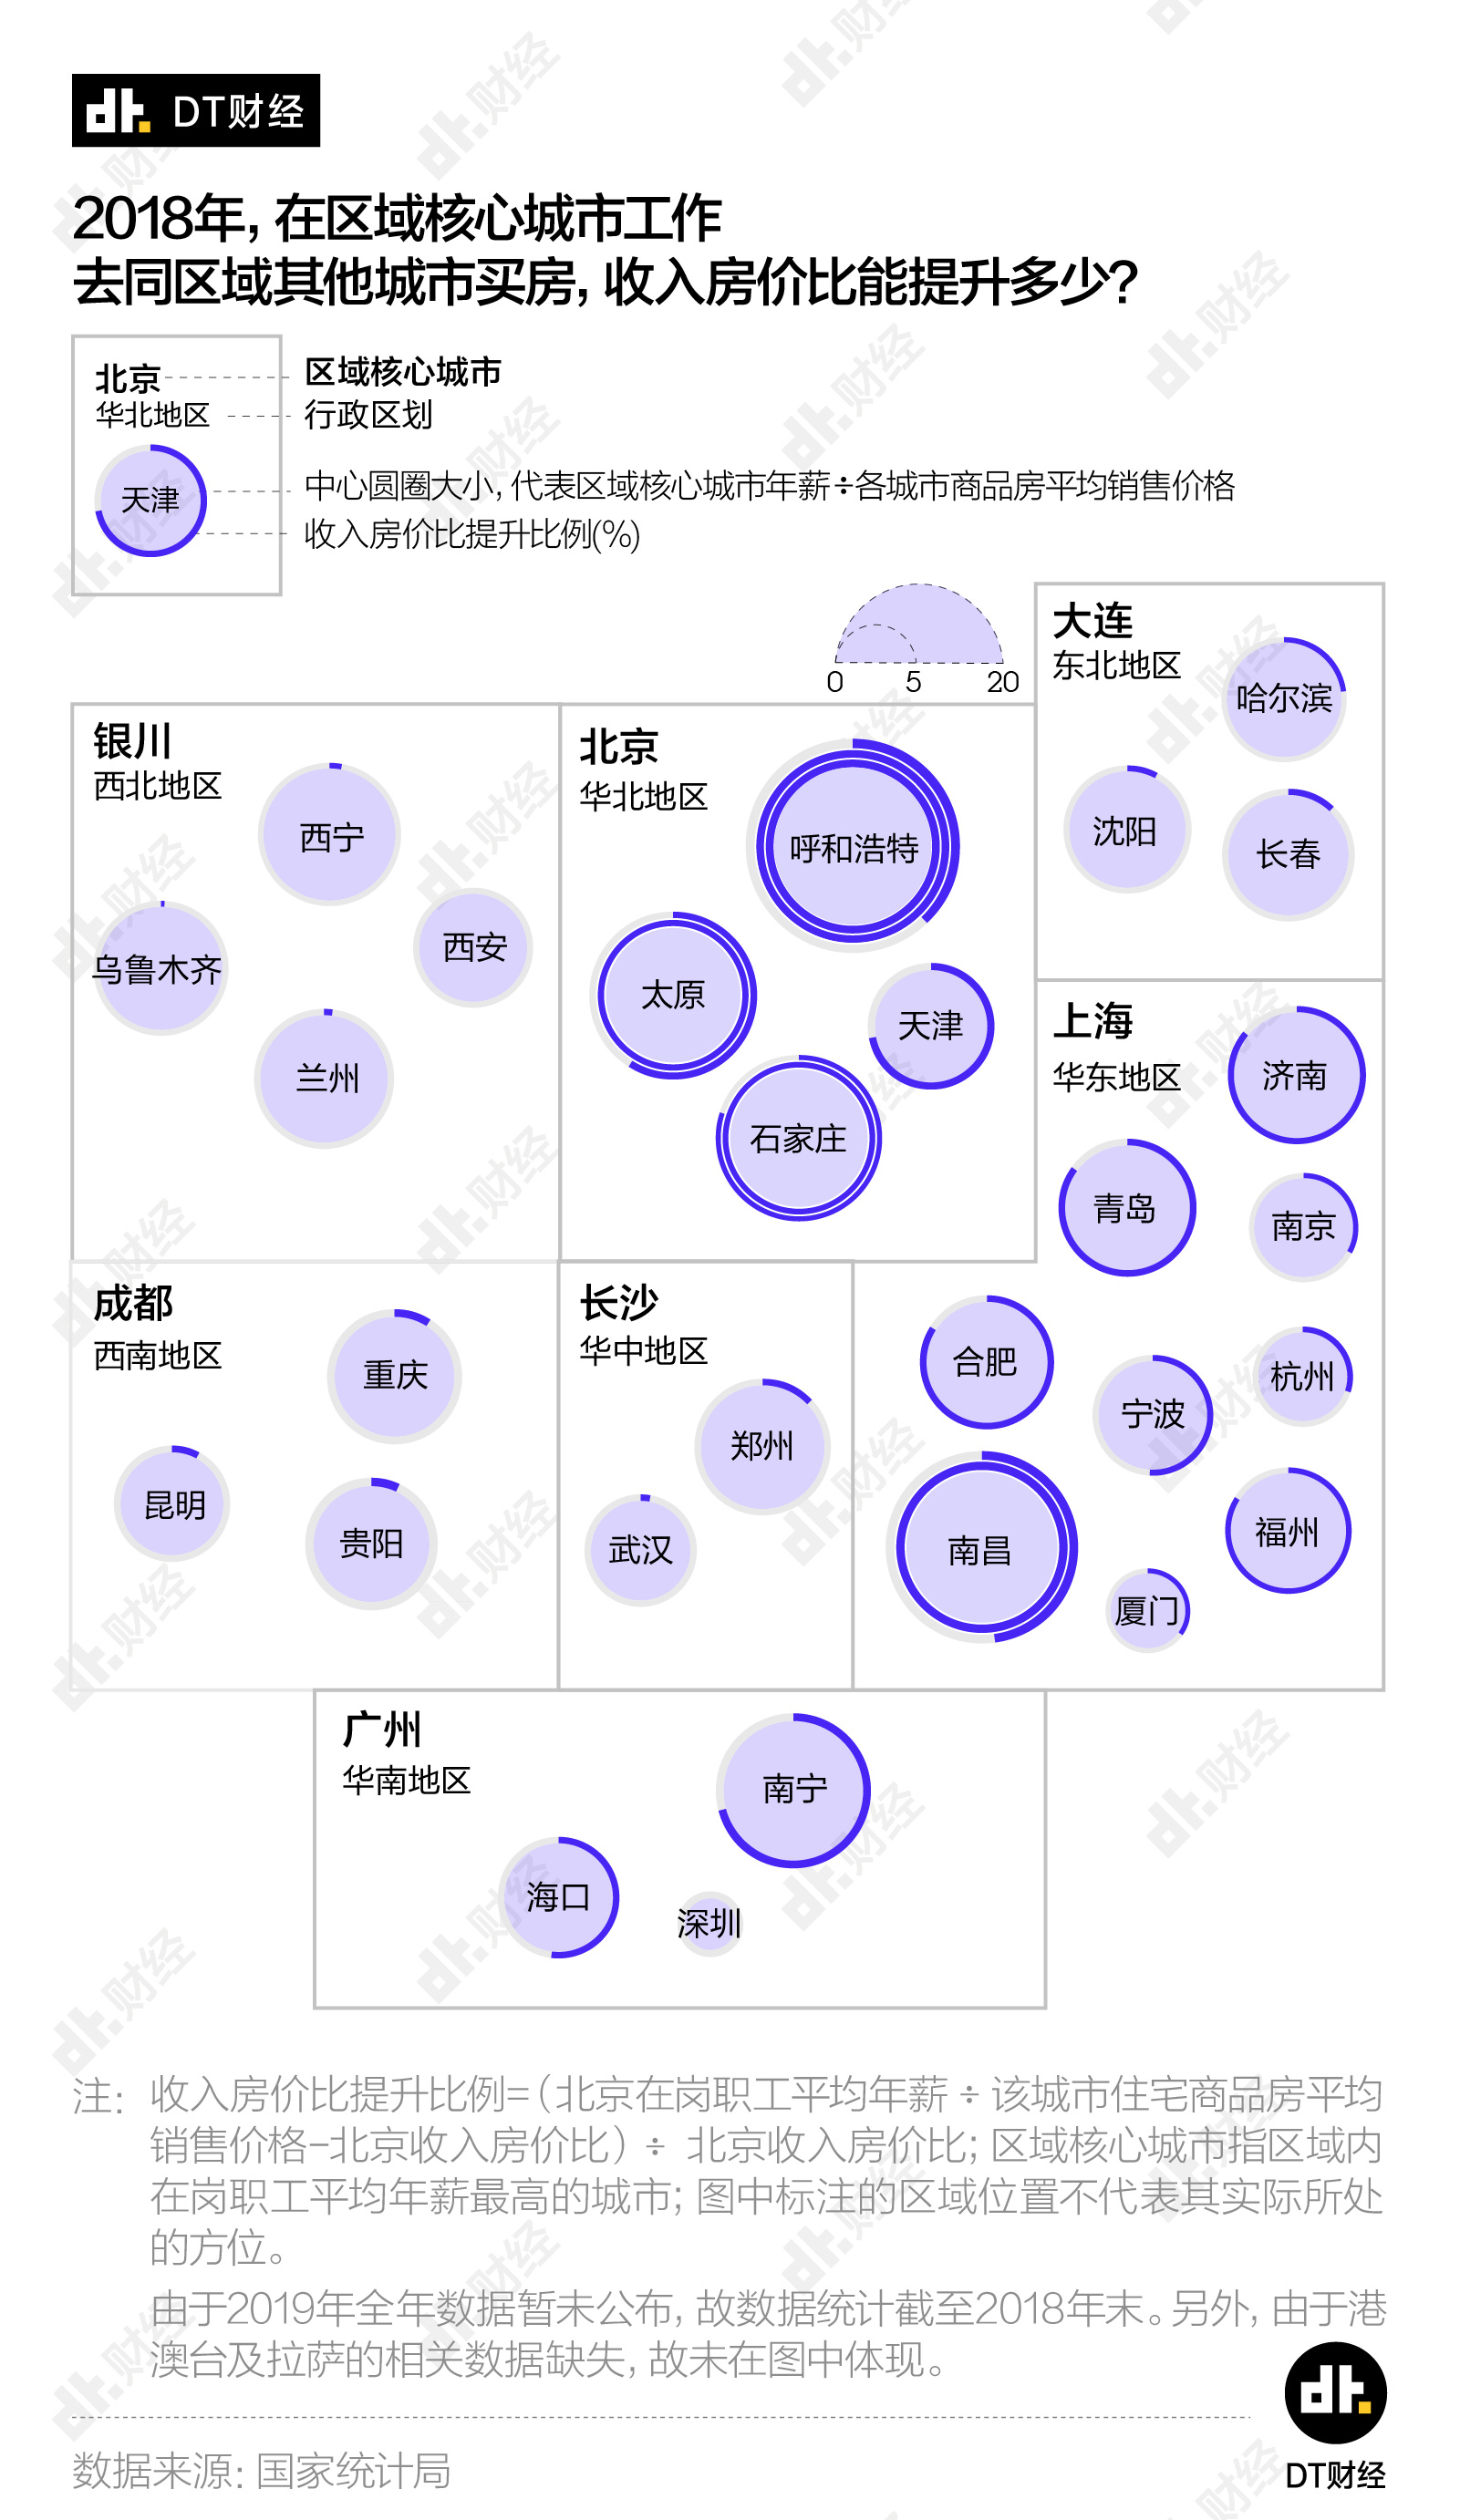 DT财经
2018年，在区域核心城市工作
去同区域其他城市买房，收入房价比能提升多少？
北京
区域核心城市
华北地区
行政区划
天津
中心圆圈大小，代表区域核心城市年薪÷各城市商品房平均销售价格
收入房价比提升比例(%)
0 5 20
大连
东北地区
哈尔滨
沈阳
长春
银川
西北地区
西宁
西安
乌鲁木齐
兰州
北京
华北地区
呼和浩特
太原
天津
石家庄
上海
华东地区
济南
青岛
南京
合肥
宁波
杭州
南昌
福州
厦门
成都
西南地区
重庆
昆明
贵阳
长沙
华中地区
郑州
武汉
广州
华南地区
南宁
海口
深圳
注：收入房价比提升比例=（北京在岗职工平均年薪 ÷ 该城市住宅商品房平均
销售价格-北京收入房价比）÷ 北京收入房价比；区域核心城市指区域内
在岗职工平均年薪最高的城市；图中标注的区域位置不代表其实际所处
的方位。
由于2019年全年数据暂未公布，故数据统计截至2018年末。另外，由于港
澳台及拉萨的相关数据缺失，故未在图中体现。
数据来源：国家统计局
DT财经